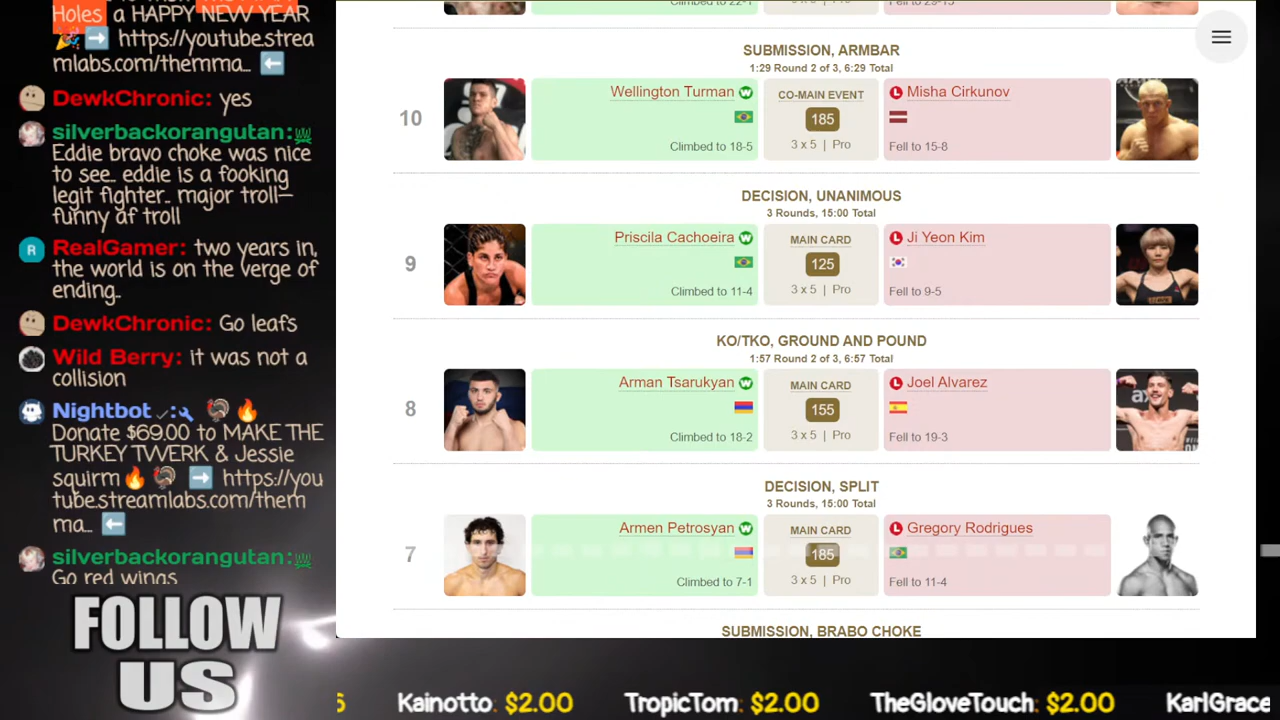 Holes a HAPPY NEW YEAR
🎉➡️ https://youtube.strea
mlabs.com/themma... ⬅️
DewkChronic: yes
silverbackorangutan:
Eddie bravo choke was nice
to see.. eddie is a fooking
legit fighter.. major troll—
funny af troll
R RealGamer: two years in,
the world is on the verge of
ending..
DewkChronic: Go leafs
Wild Berry: it was not a
collision
Nightbot ✓: 🦃🔥
Donate $69.00 to MAKE THE
TURKEY TWERK & Jessie
squirm🔥🦃 ➡️ https://you
tube.streamlabs.com/them
ma... ⬅️
silverbackorangutan:
Go red wings
FOLLOW
US
Climbed to 22-1
Fell to 29-15
SUBMISSION, ARMBAR
1:29 Round 2 of 3, 6:29 Total
10
Wellington Turman W
Climbed to 18-5
CO-MAIN EVENT
185
3 x 5 | Pro
L Misha Cirkunov
Fell to 15-8
DECISION, UNANIMOUS
3 Rounds, 15:00 Total
9
Priscila Cachoeira W
Climbed to 11-4
MAIN CARD
125
3 x 5 | Pro
L Ji Yeon Kim
Fell to 9-5
KO/TKO, GROUND AND POUND
1:57 Round 2 of 3, 6:57 Total
8
Arman Tsarukyan W
Climbed to 18-2
MAIN CARD
155
3 x 5 | Pro
L Joel Alvarez
Fell to 19-3
DECISION, SPLIT
3 Rounds, 15:00 Total
7
Armen Petrosyan W
Climbed to 7-1
MAIN CARD
185
3 x 5 | Pro
L Gregory Rodrigues
Fell to 11-4
SUBMISSION, BRABO CHOKE
Kainotto: $2.00 TropicTom: $2.00 TheGloveTouch: $2.00 KarlGrace